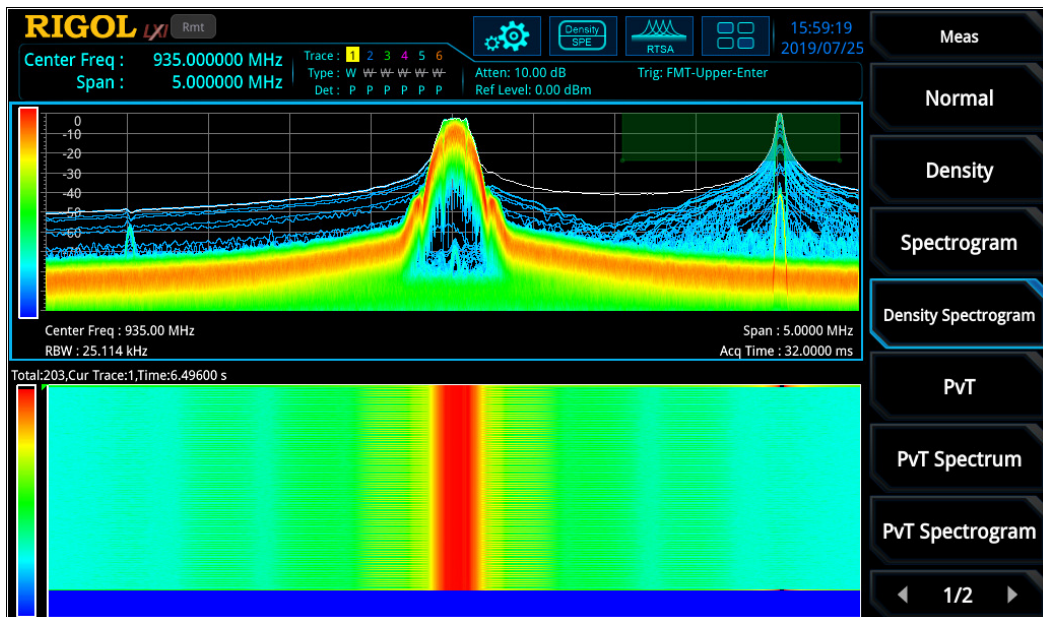 RIGOL LXI Rmt
Density
SPE
RTSA
15:59:19
2019/07/25
Center Freq : 935.000000 MHz
Span : 5.000000 MHz
Trace : 1 2 3 4 5 6
Type : W W W W W W
Det : P P P P P P
Atten: 10.00 dB
Ref Level: 0.00 dBm
Trig: FMT-Upper-Enter
0
-10
-20
-30
-40
-50
-60
Center Freq : 935.00 MHz
RBW : 25.114 kHz
Span : 5.0000 MHz
Acq Time : 32.0000 ms
Total:203,Cur Trace:1,Time:6.49600 s
Meas
Normal
Density
Spectrogram
Density Spectrogram
PvT
PvT Spectrum
PvT Spectrogram
1/2